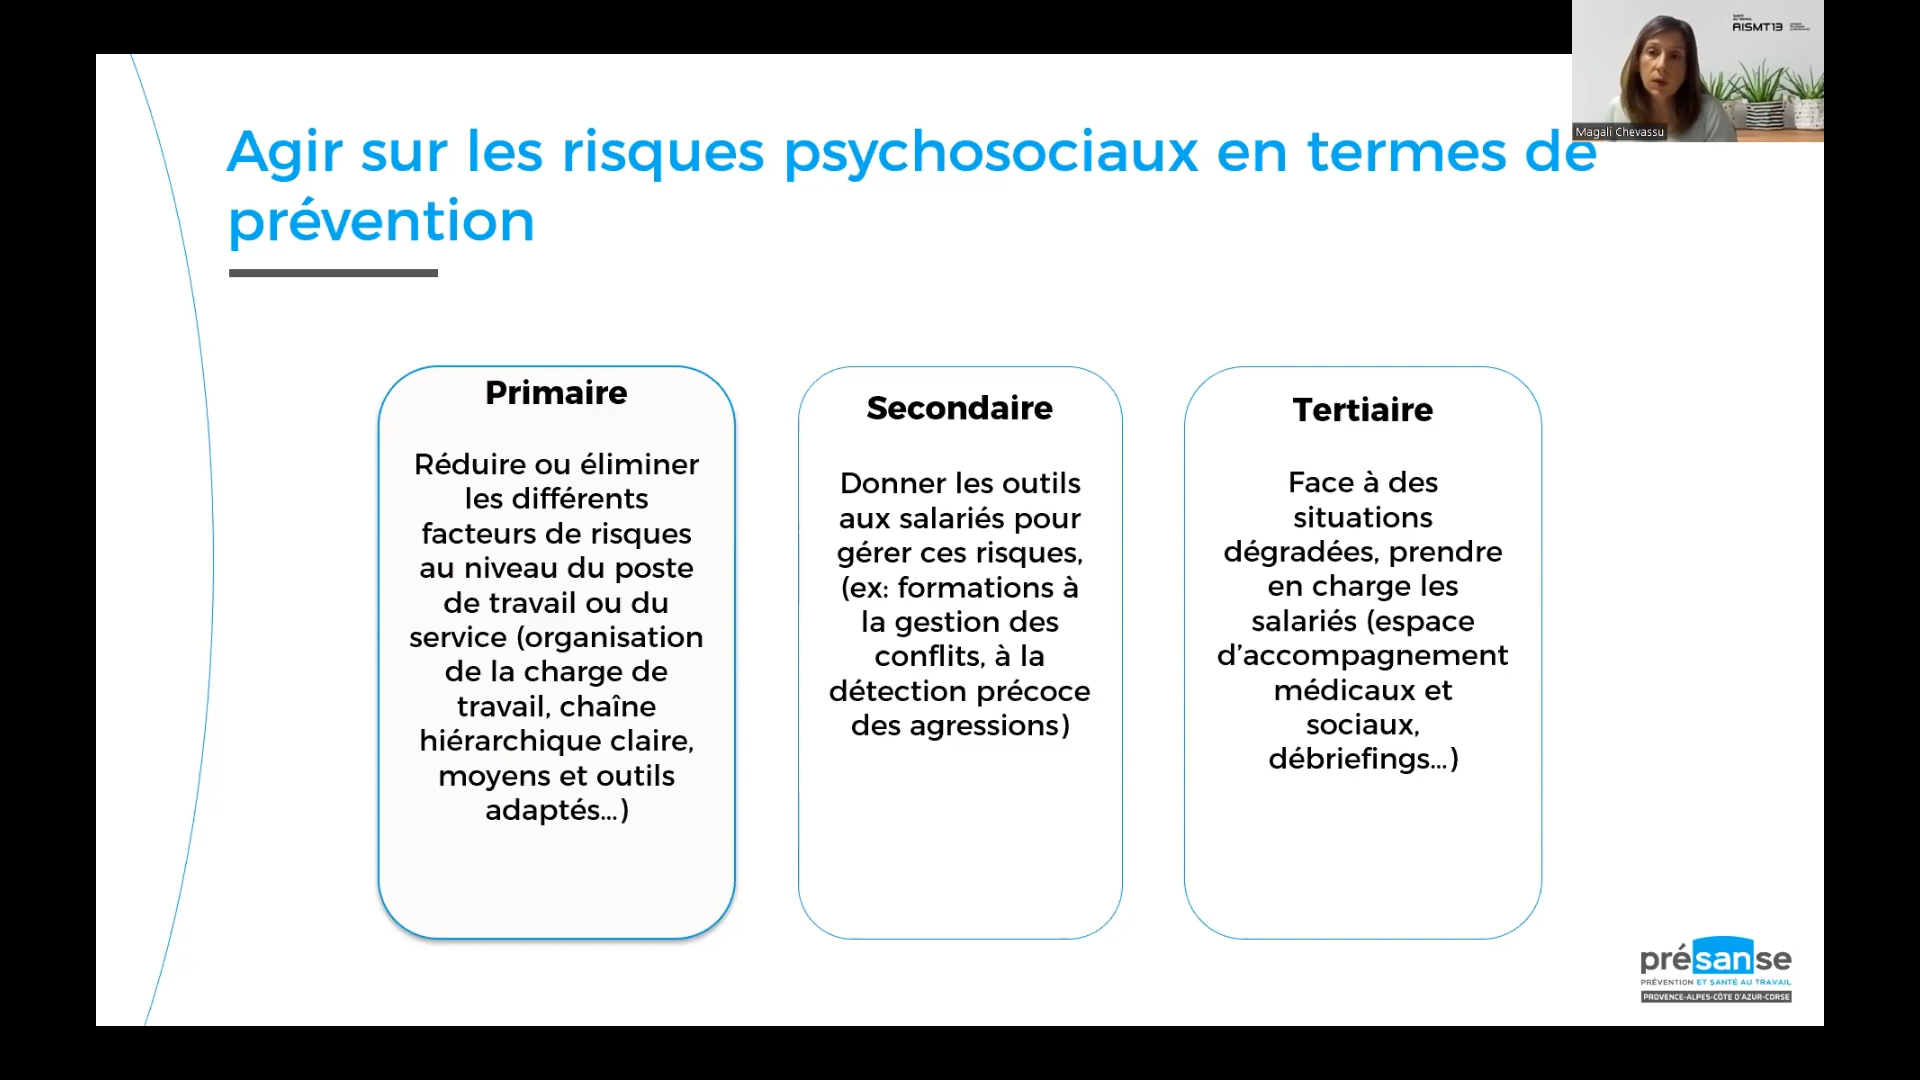 AISMT13
Magali Chevassu
Agir sur les risques psychosociaux en termes de
prévention
Primaire
Réduire ou éliminer
les différents
facteurs de risques
au niveau du poste
de travail ou du
service (organisation
de la charge de
travail, chaîne
hiérarchique claire,
moyens et outils
adaptés...)
Secondaire
Donner les outils
aux salariés pour
gérer ces risques,
(ex: formations à
la gestion des
conflits, à la
détection précoce
des agressions)
Tertiaire
Face à des
situations
dégradées, prendre
en charge les
salariés (espace
d’accompagnement
médicaux et
sociaux,
débriefings...)
présanse
PRÉVENTION ET SANTÉ AU TRAVAIL
PROVENCE-ALPES-CÔTE D'AZUR-CORSE